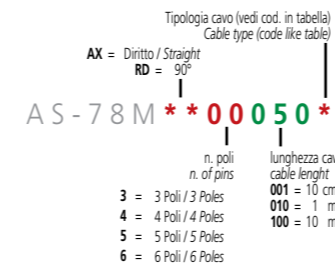 Tipologia cavo (vedi cod. in tabella)
Cable type (code like table)
AX = Diritto / Straight
RD = 90°
AS-78M**00050*
n. poli
n. of pins
lunghezza
cable lenght
3 = 3 Poli / 3 Poles
4 = 4 Poli / 4 Poles
5 = 5 Poli / 5 Poles
6 = 6 Poli / 6 Poles
001 = 10 cm
010 = 1 m
100 = 10 m